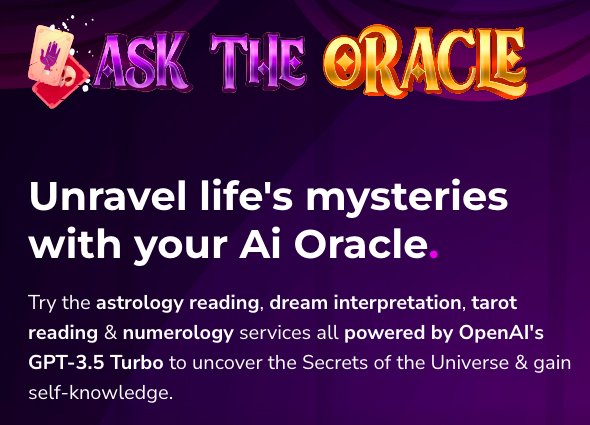 ASK THE ORACLE
Unravel life's mysteries
with your Ai Oracle.
Try the astrology reading, dream interpretation, tarot
reading & numerology services all powered by OpenAI's
GPT-3.5 Turbo to uncover the Secrets of the Universe & gain
self-knowledge.